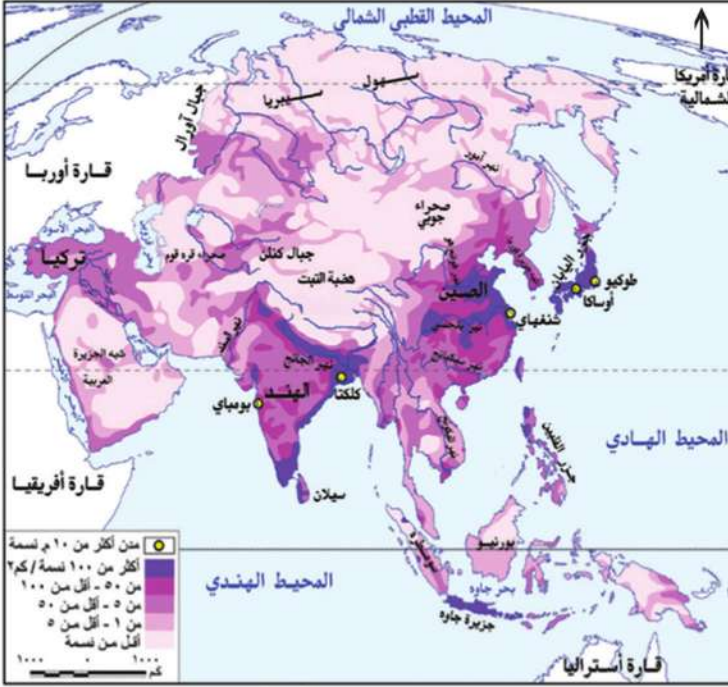 المحيط القطبي الشمالي
قارة أمريكا
الشمالية
سهول
سيبريا
جبال أورال
قارة أوربا
صحراء
جوبي
البحر الأسود
تركيا
صحراء قره قوم
جبال كنلن
هضبة التبت
البحر المتوسط
الصين
جزر اليابان
طوكيو
أوساكا
شنغهاي
شبه الجزيرة
العربية
نهر الجانج
الهند
كلكتا
بومباي
المحيط الهادي
جزر الفلبين
قارة أفريقيا
سيلان
سومطرة
بورنيو
المحيط الهندي
بحر جاوه
جزيرة جاوه
قارة أستراليا
مدن أكثر من ١٠ م. نسمة
أكثر من ١٠٠ نسمة / كم٢
من ٥٠ - أقل من ١٠٠
من ٥ - أقل من ٥٠
من ١ - أقل من ٥
أقل من نسمة
١٠٠٠ ٠ ١٠٠٠
كم